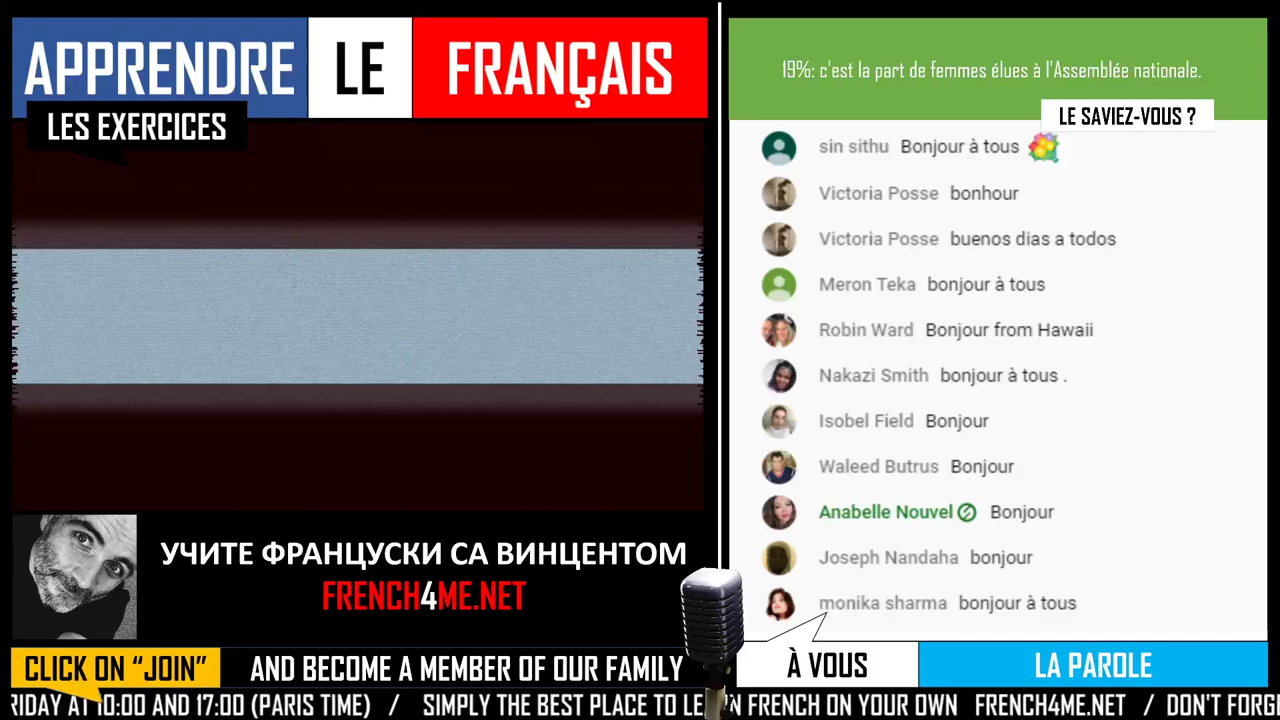 APPRENDRE LE FRANÇAIS
LES EXERCICES
19%: c'est la part de femmes élues à l'Assemblée nationale.
LE SAVIEZ-VOUS ?
sin sithu Bonjour à tous
Victoria Posse bonhour
Victoria Posse buenos dias a todos
Meron Teka bonjour à tous
Robin Ward Bonjour from Hawaii
Nakazi Smith bonjour à tous .
Isobel Field Bonjour
Waleed Butrus Bonjour
Anabelle Nouvel Bonjour
Joseph Nandaha bonjour
monika sharma bonjour à tous
УЧИТЕ ФРАНЦУСКИ СА ВИНЦЕНТОМ
FRENCH4ME.NET
CLICK ON “JOIN” AND BECOME A MEMBER OF OUR FAMILY
À VOUS LA PAROLE
RIDAY AT 10:00 AND 17:00 (PARIS TIME) / SIMPLY THE BEST PLACE TO FRENCH ON YOUR OWN FRENCH4ME.NET / DON'T FORG